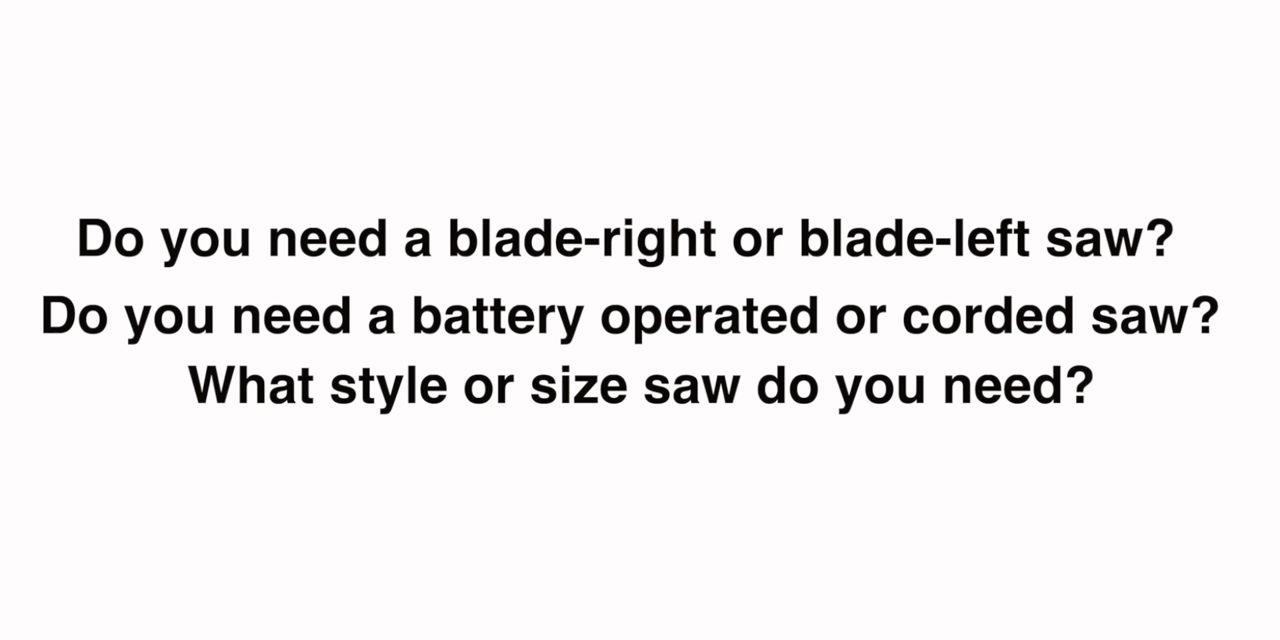 Do you need a blade-right or blade-left saw?
Do you need a battery operated or corded saw?
What style or size saw do you need?